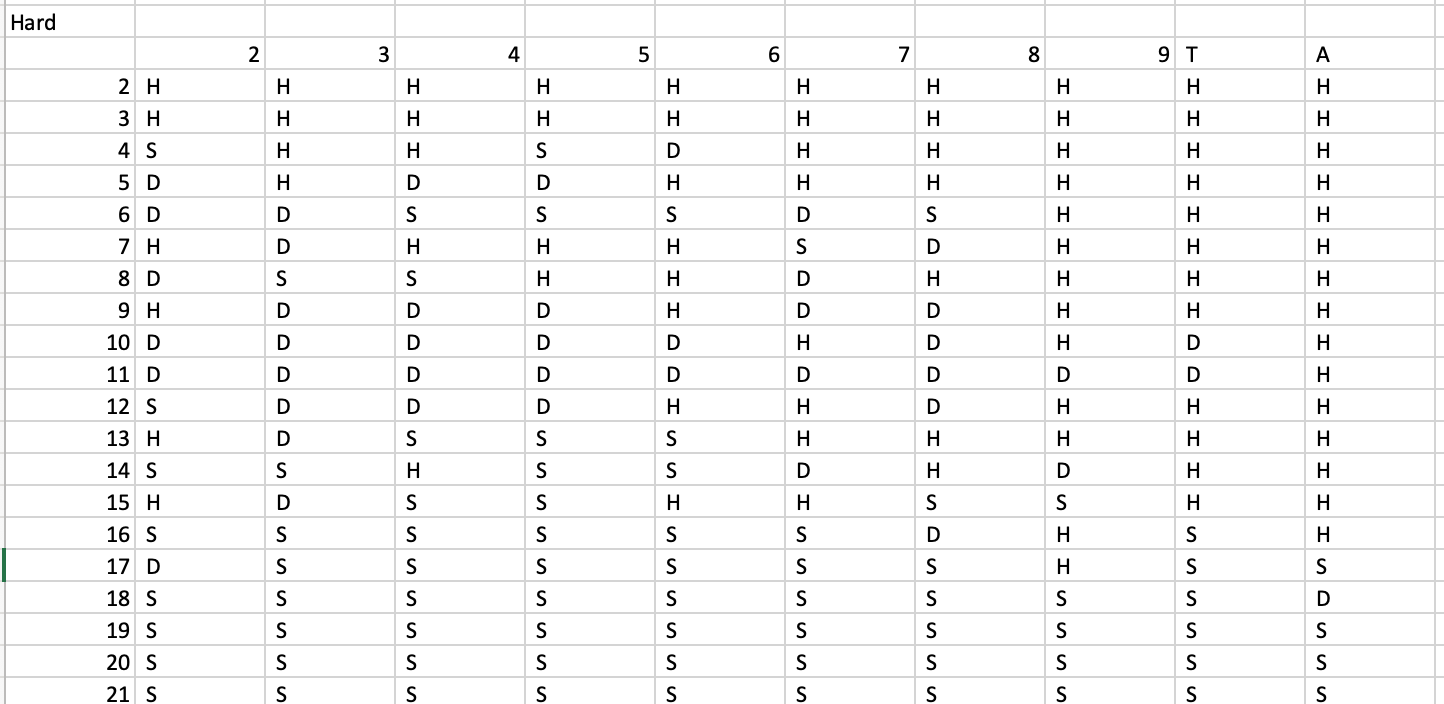 Hard
2 3 4 5 6 7 8 9 T A
2 H H H H H H H H H H
3 H H H H H H H H H H
4 S H H S D H H H H H
5 D H D D H H H H H H
6 D D S S S D S H H H
7 H D H H H S D H H H
8 D S S H H D H H H H
9 H D D D H D D H H H
10 D D D D D H D H D H
11 D D D D D D D D D H
12 S D D D H H D H H H
13 H D S S S H H H H H
14 S S H S S D H D H H
15 H D S S H H S S H H
16 S S S S S S D H S H
17 D S S S S S S H S S
18 S S S S S S S S S D
19 S S S S S S S S S S
20 S S S S S S S S S S
21 S S S S S S S S S S